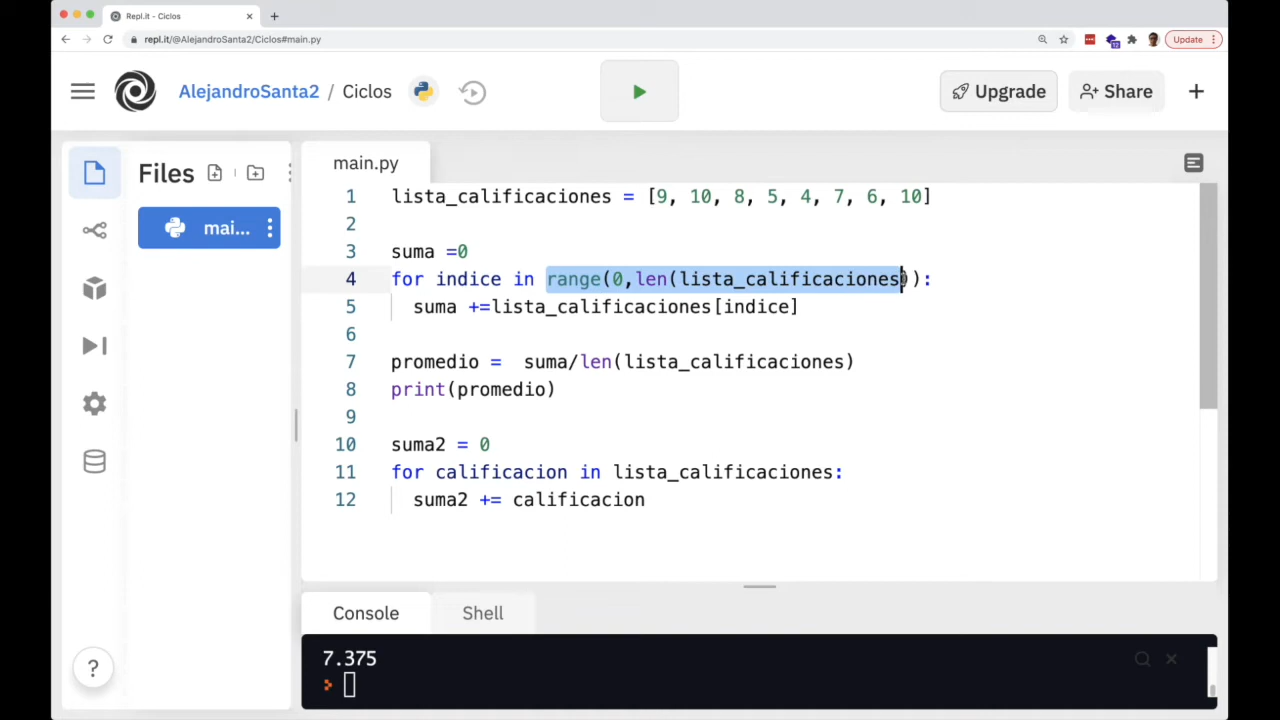 Repl.it - Ciclos
repl.it/@AlejandroSanta2/Ciclos#main.py
12
Update
AlejandroSanta2 / Ciclos
Upgrade
Share
Files
mai...
main.py
1 lista_calificaciones = [9, 10, 8, 5, 4, 7, 6, 10]
2
3 suma =0
4 for indice in range(0,len(lista_calificaciones)):
5 suma +=lista_calificaciones[indice]
6
7 promedio =  suma/len(lista_calificaciones)
8 print(promedio)
9
10 suma2 = 0
11 for calificacion in lista_calificaciones:
12 suma2 += calificacion
Console
Shell
7.375
?